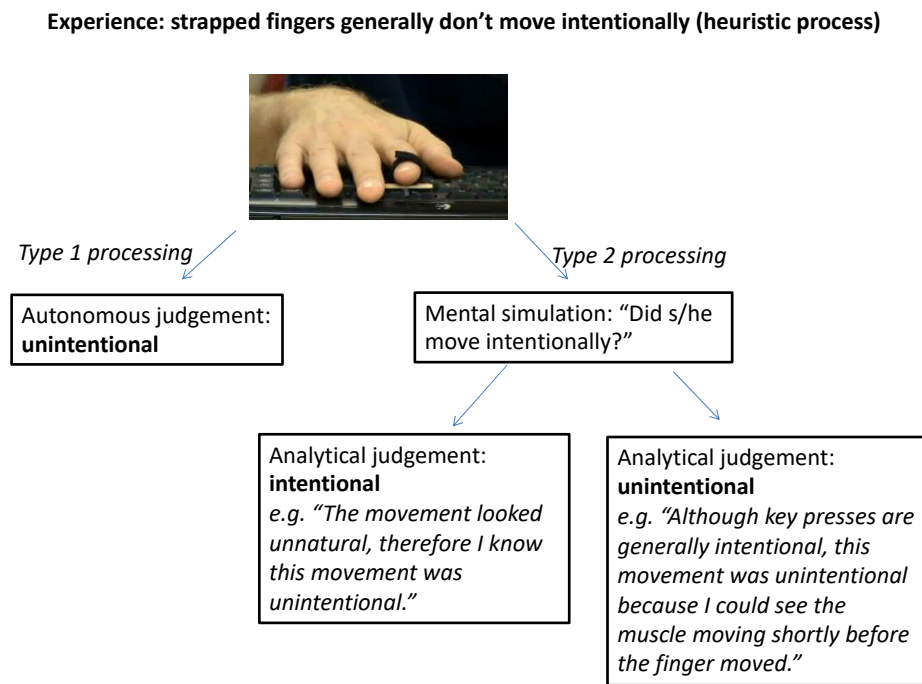 Experience: strapped fingers generally don’t move intentionally (heuristic process)
Type 1 processing
Type 2 processing
Autonomous judgement:
unintentional
Mental simulation: “Did s/he
move intentionally?”
Analytical judgement:
intentional
e.g. “The movement looked
unnatural, therefore I know
this movement was
unintentional.”
Analytical judgement:
unintentional
e.g. “Although key presses are
generally intentional, this
movement was unintentional
because I could see the
muscle moving shortly before
the finger moved.”